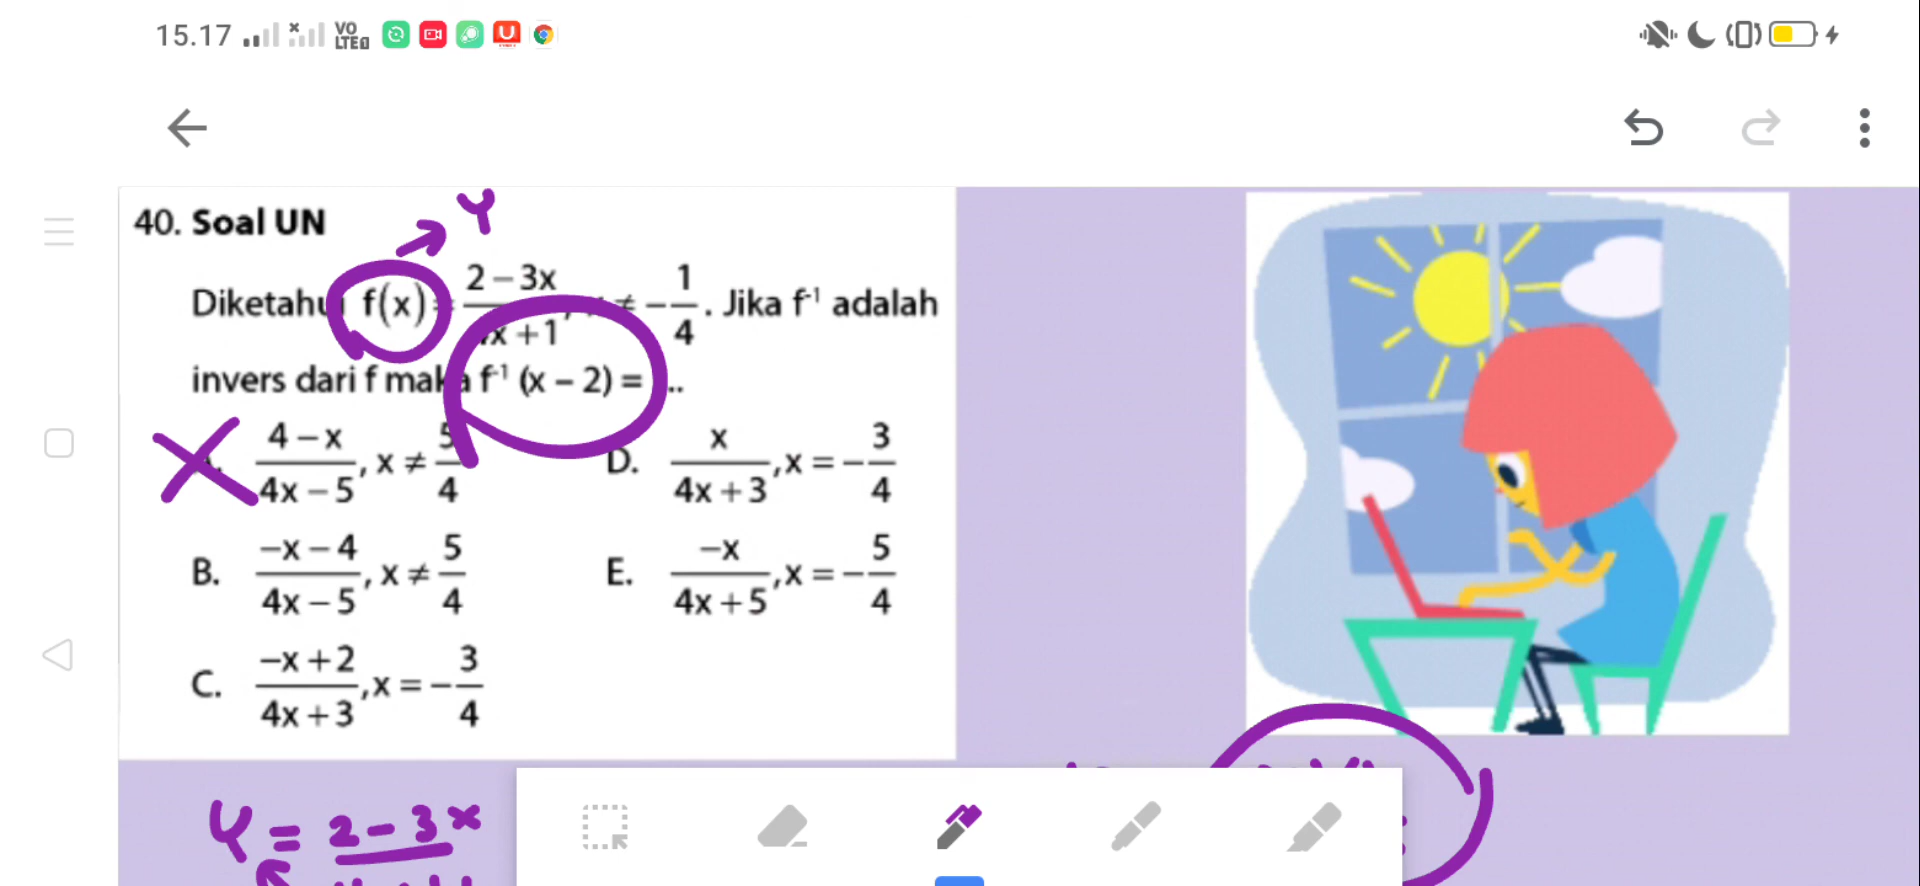 15.17 VO LTE
40. Soal UN
Y
Diketahui f(x) = 2 – 3x / 4x + 1, x ≠ – 1/4. Jika f⁻¹ adalah
invers dari f maka f⁻¹ (x – 2) = ...
A. 4 – x / 4x – 5, x ≠ 5/4
D. x / 4x + 3, x = – 3/4
B. –x – 4 / 4x – 5, x ≠ 5/4
E. –x / 4x + 5, x = – 5/4
C. –x + 2 / 4x + 3, x = – 3/4
Y = 2 – 3x